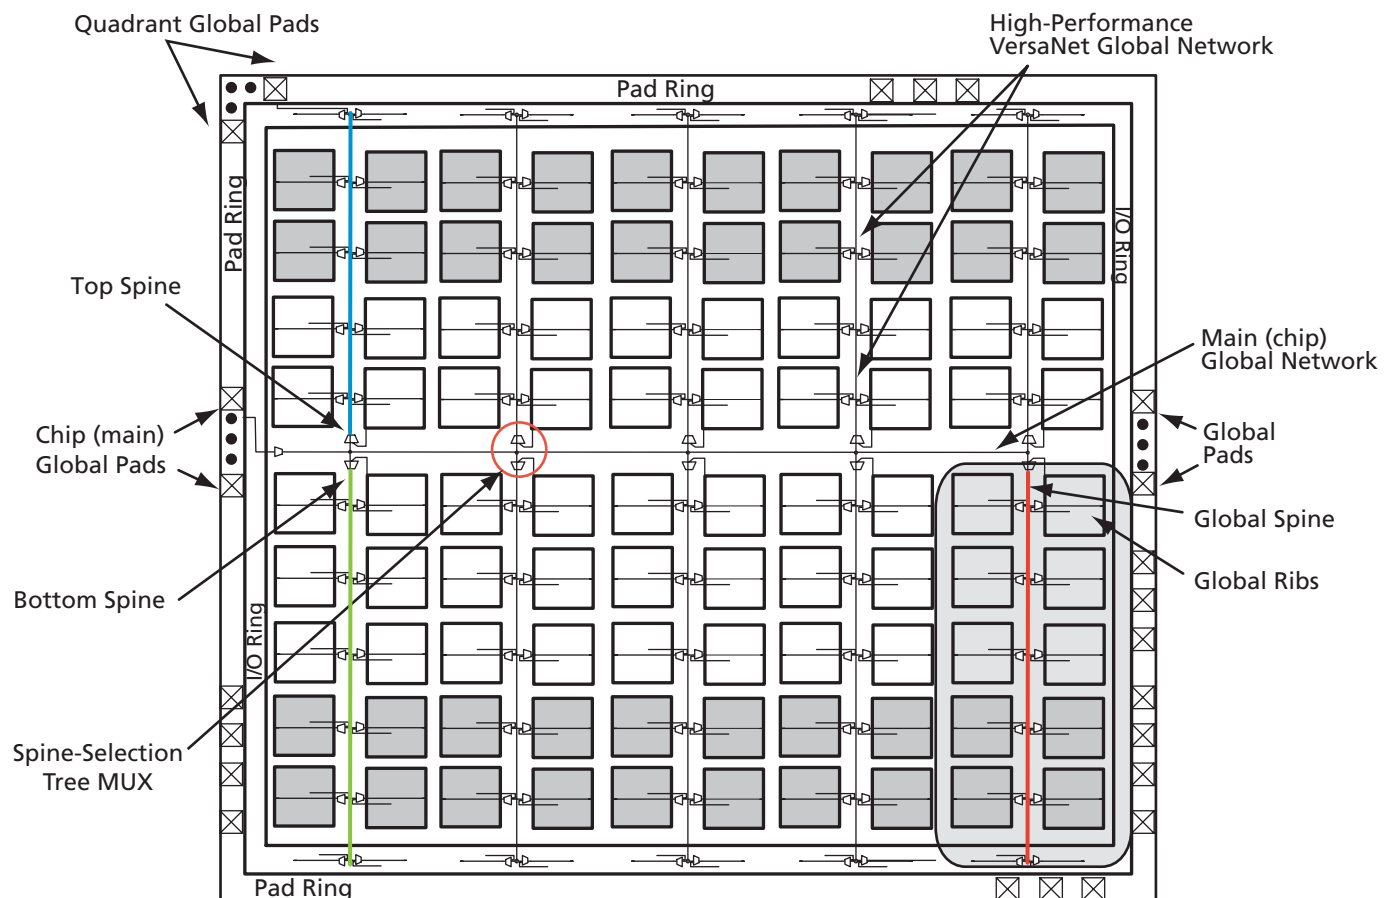 Quadrant Global Pads
High-Performance
VersaNet Global Network
Pad Ring
Pad Ring
I/O Ring
Top Spine
Main (chip)
Global Network
Chip (main)
Global Pads
Global
Pads
Global Spine
Global Ribs
Bottom Spine
I/O Ring
Spine-Selection
Tree MUX
Pad Ring